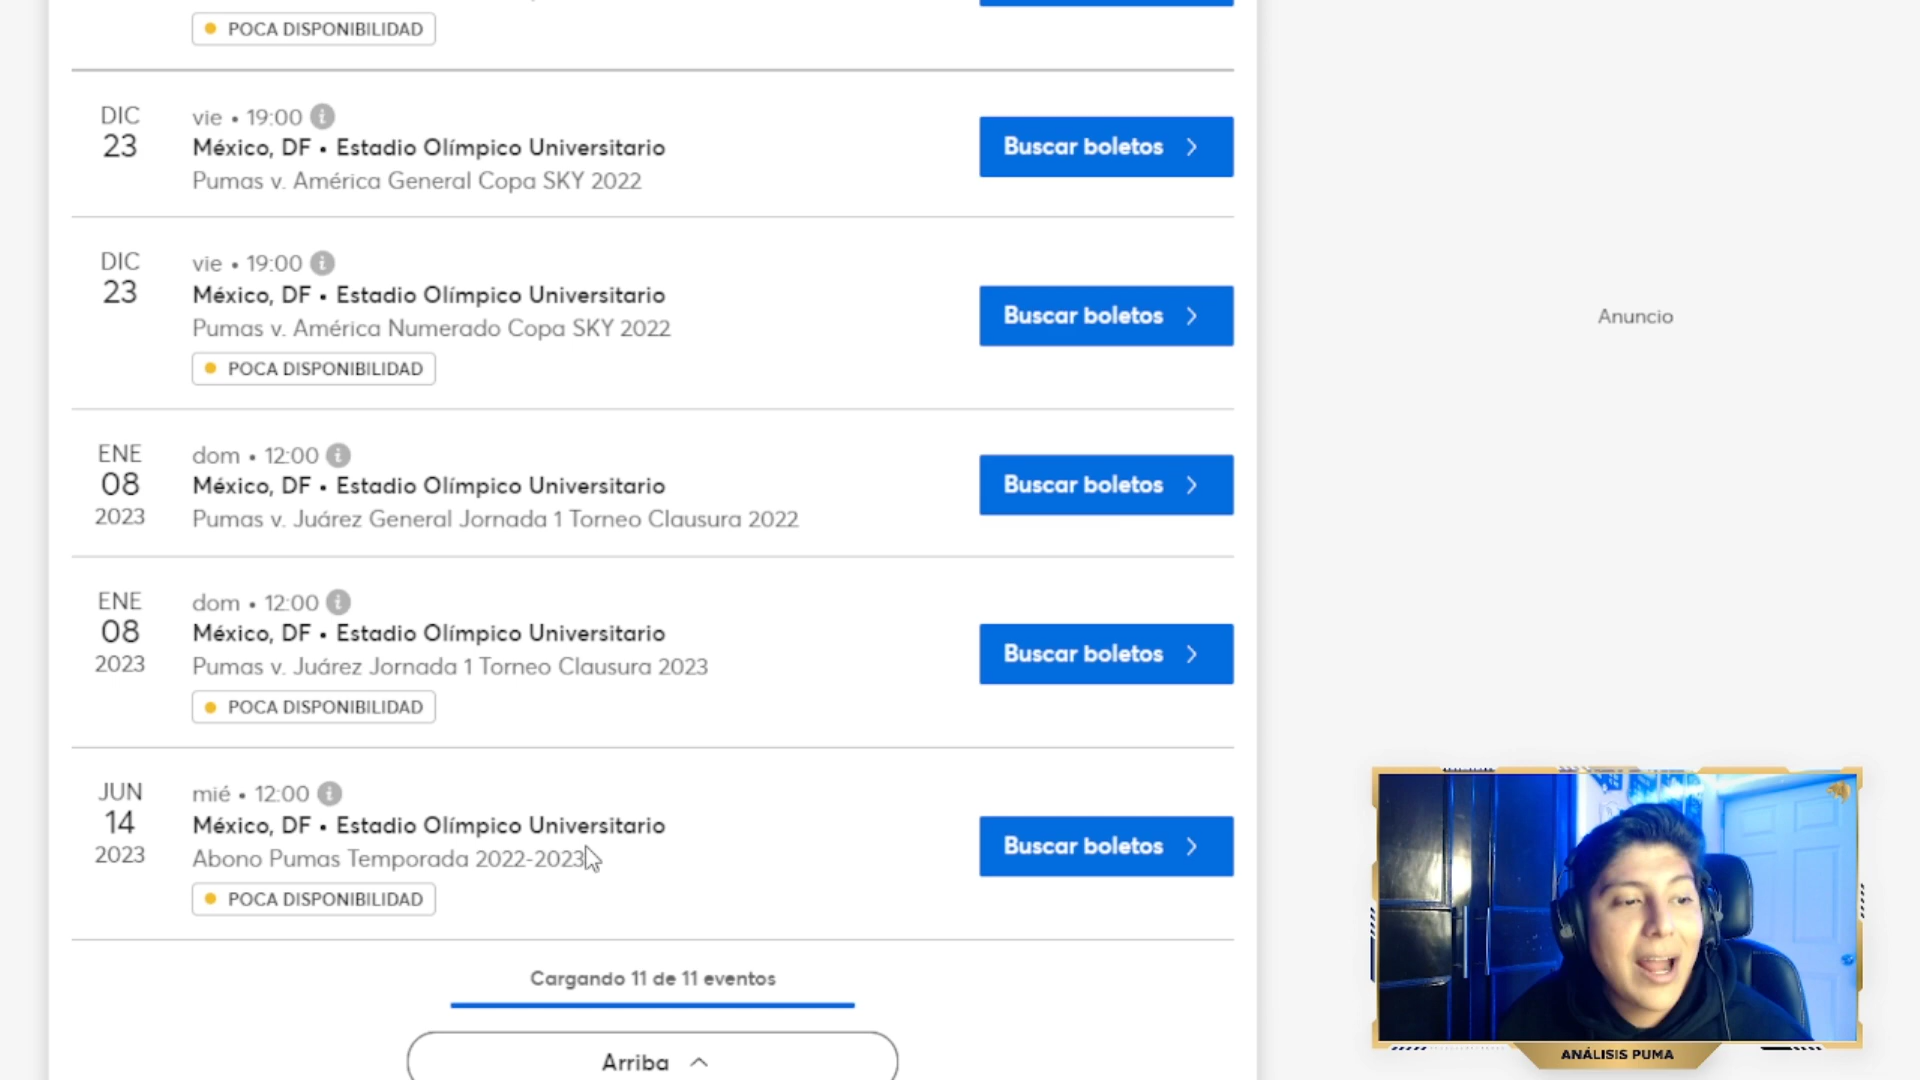 POCA DISPONIBILIDAD
DIC
23
vie • 19:00
México, DF • Estadio Olímpico Universitario
Pumas v. América General Copa SKY 2022
Buscar boletos
DIC
23
vie • 19:00
México, DF • Estadio Olímpico Universitario
Pumas v. América Numerado Copa SKY 2022
POCA DISPONIBILIDAD
Buscar boletos
Anuncio
ENE
08
2023
dom • 12:00
México, DF • Estadio Olímpico Universitario
Pumas v. Juárez General Jornada 1 Torneo Clausura 2022
Buscar boletos
ENE
08
2023
dom • 12:00
México, DF • Estadio Olímpico Universitario
Pumas v. Juárez Jornada 1 Torneo Clausura 2023
POCA DISPONIBILIDAD
Buscar boletos
JUN
14
2023
mié • 12:00
México, DF • Estadio Olímpico Universitario
Abono Pumas Temporada 2022-2023
POCA DISPONIBILIDAD
Buscar boletos
Cargando 11 de 11 eventos
Arriba
ANÁLISIS PUMA